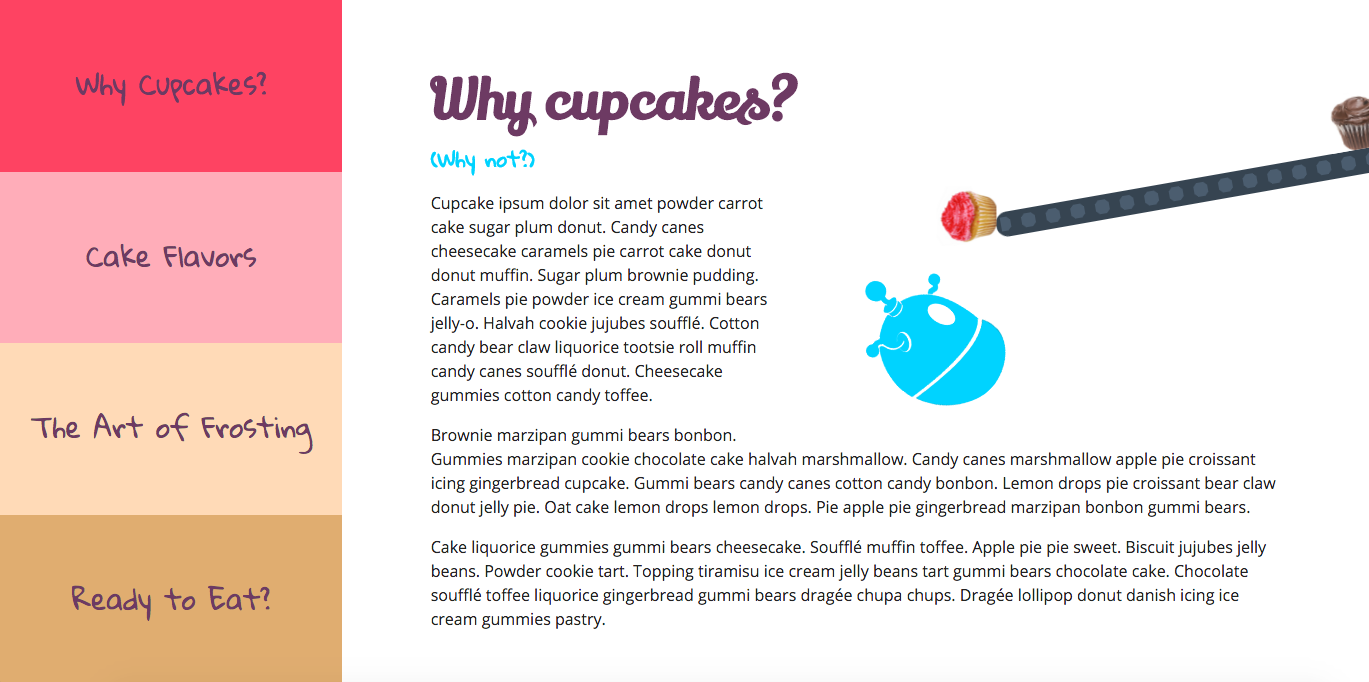 Why Cupcakes?
Cake Flavors
The Art of Frosting
Ready to Eat?
Why cupcakes?
(Why not?)
Cupcake ipsum dolor sit amet powder carrot
cake sugar plum donut. Candy canes
cheesecake caramels pie carrot cake donut
donut muffin. Sugar plum brownie pudding.
Caramels pie powder ice cream gummi bears
jelly-o. Halvah cookie jujubes soufflé. Cotton
candy bear claw liquorice tootsie roll muffin
candy canes soufflé donut. Cheesecake
gummies cotton candy toffee.
Brownie marzipan gummi bears bonbon.
Gummies marzipan cookie chocolate cake halvah marshmallow. Candy canes marshmallow apple pie croissant
icing gingerbread cupcake. Gummi bears candy canes cotton candy bonbon. Lemon drops pie croissant bear claw
donut jelly pie. Oat cake lemon drops lemon drops. Pie apple pie gingerbread marzipan bonbon gummi bears.
Cake liquorice gummies gummi bears cheesecake. Soufflé muffin toffee. Apple pie pie sweet. Biscuit jujubes jelly
beans. Powder cookie tart. Topping tiramisu ice cream jelly beans tart gummi bears chocolate cake. Chocolate
soufflé toffee liquorice gingerbread gummi bears dragée chupa chups. Dragée lollipop donut danish icing ice
cream gummies pastry.